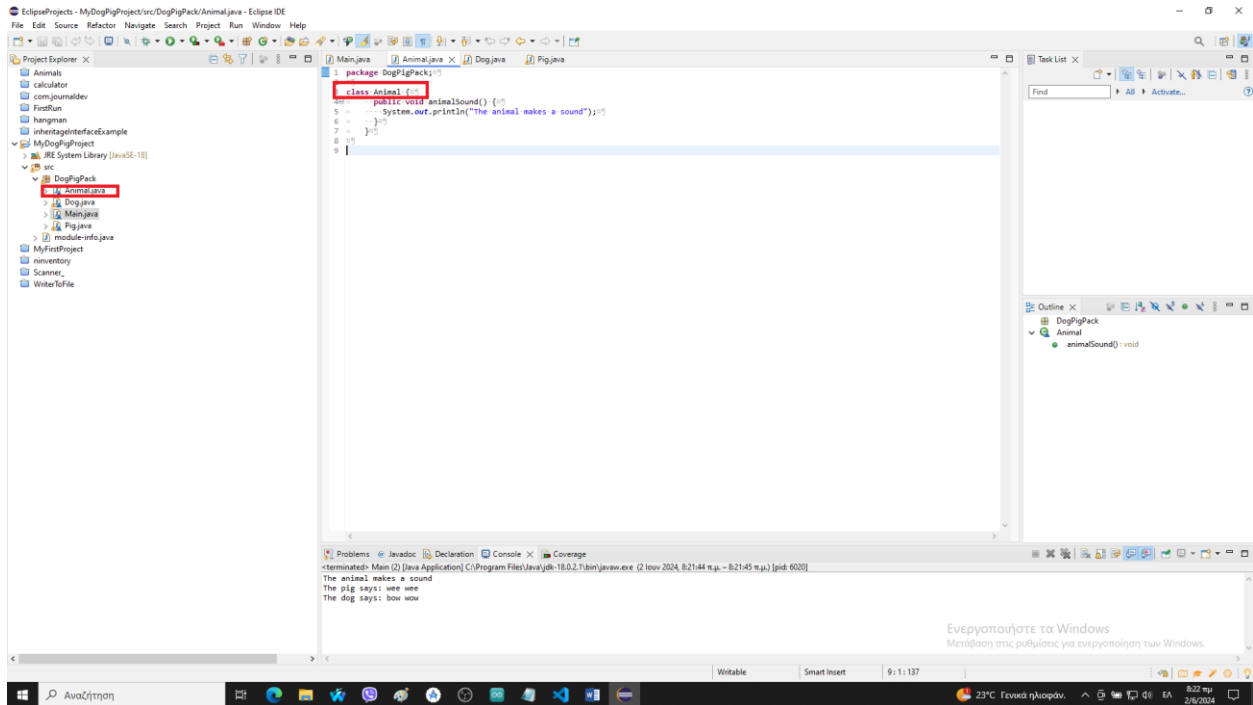 EclipseProjects - MyDogPigProject/src/DogPigPack/Animal.java - Eclipse IDE
File Edit Source Refactor Navigate Search Project Run Window Help
Project Explorer
Animals
calculator
com.journaldev
FirstRun
hangman
inheritageInterfaceExample
MyDogPigProject
JRE System Library [JavaSE-18]
src
DogPigPack
Animal.java
Dog.java
Main.java
Pig.java
module-info.java
MyFirstProject
ninventory
Scanner_
WriterToFile
Main.java Animal.java Dog.java Pig.java
1 package DogPigPack;
3 class Animal {
4 public void animalSound() {
5 System.out.println("The animal makes a sound");
6 }
7 }
8
9
Task List
Find All Activate...
Outline
DogPigPack
Animal
animalSound() : void
Problems Javadoc Declaration Console Coverage
<terminated> Main (2) [Java Application] C:\Program Files\Java\jdk-18.0.2.1\bin\javaw.exe (2 Ιουν 2024, 8:21:44 π.μ. – 8:21:45 π.μ.) [pid: 6020]
The animal makes a sound
The pig says: wee wee
The dog says: bow wow
Ενεργοποιήστε τα Windows
Μετάβαση στις ρυθμίσεις για ενεργοποίηση των Windows.
Writable Smart Insert 9 : 1 : 137
Αναζήτηση
23°C Γενικά ηλιοφάν. ΕΛ 8:22 πμ
2/6/2024